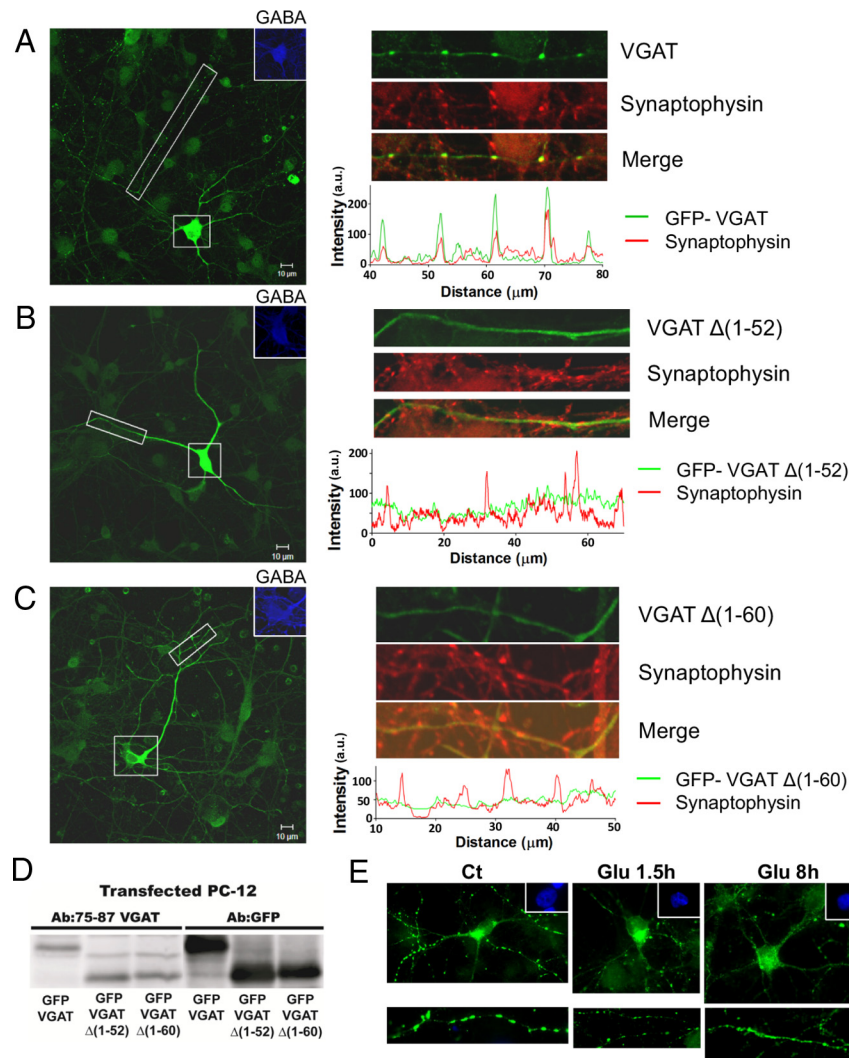 A
GABA
10 µm
VGAT
Synaptophysin
Merge
Intensity (a.u.)
200
100
0
40 50 60 70 80
Distance (µm)
GFP- VGAT
Synaptophysin
B
GABA
10 µm
VGAT Δ(1-52)
Synaptophysin
Merge
Intensity (a.u.)
200
100
0
0 20 40 60
Distance (µm)
GFP- VGAT Δ(1-52)
Synaptophysin
C
GABA
10 µm
VGAT Δ(1-60)
Synaptophysin
Merge
Intensity (a.u.)
100
50
0
10 20 30 40 50
Distance (µm)
GFP- VGAT Δ(1-60)
Synaptophysin
D
Transfected PC-12
Ab:75-87 VGAT Ab:GFP
GFP VGAT
GFP VGAT Δ(1-52)
GFP VGAT Δ(1-60)
GFP VGAT
GFP VGAT Δ(1-52)
GFP VGAT Δ(1-60)
E
Ct Glu 1.5h Glu 8h